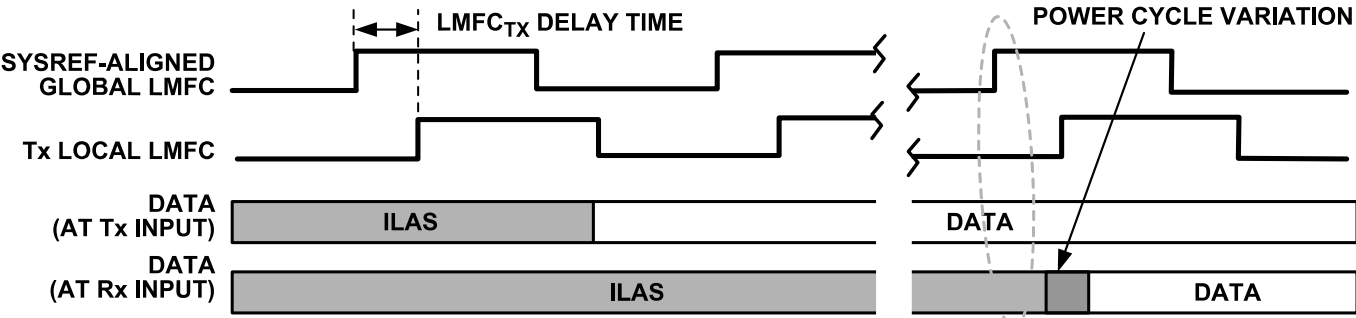 LMFCTX DELAY TIME
POWER CYCLE VARIATION
SYSREF-ALIGNED
GLOBAL LMFC
Tx LOCAL LMFC
DATA
(AT Tx INPUT)
ILAS
DATA
DATA
(AT Rx INPUT)
ILAS
DATA